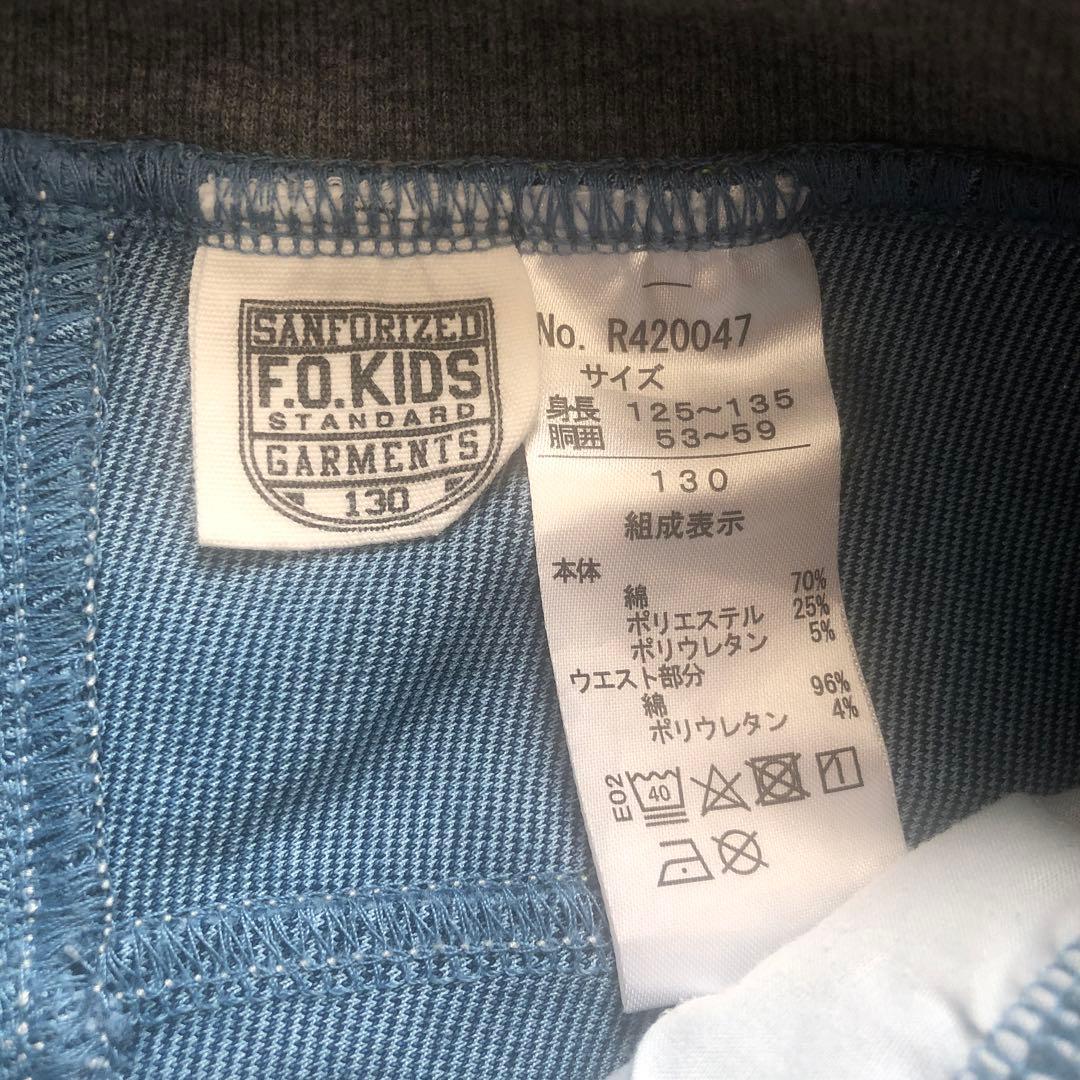 SANFORIZED
F.O.KIDS
STANDARD
GARMENTS
130
No. R420047
サイズ
身長 125~135
胴囲 53~59
130
組成表示
本体
綿 70%
ポリエステル 25%
ポリウレタン 5%
ウエスト部分
綿 96%
ポリウレタン 4%
E02
40